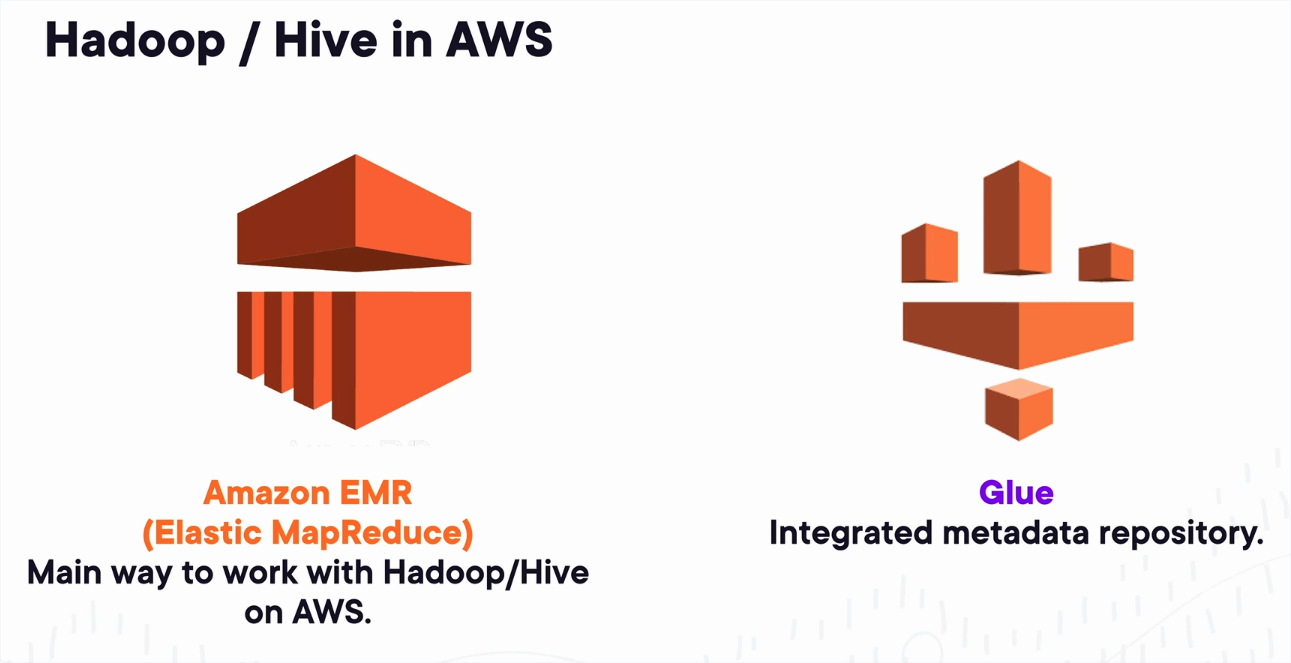 Hadoop / Hive in AWS
Amazon EMR
(Elastic MapReduce)
Main way to work with Hadoop/Hive
on AWS.
Glue
Integrated metadata repository.